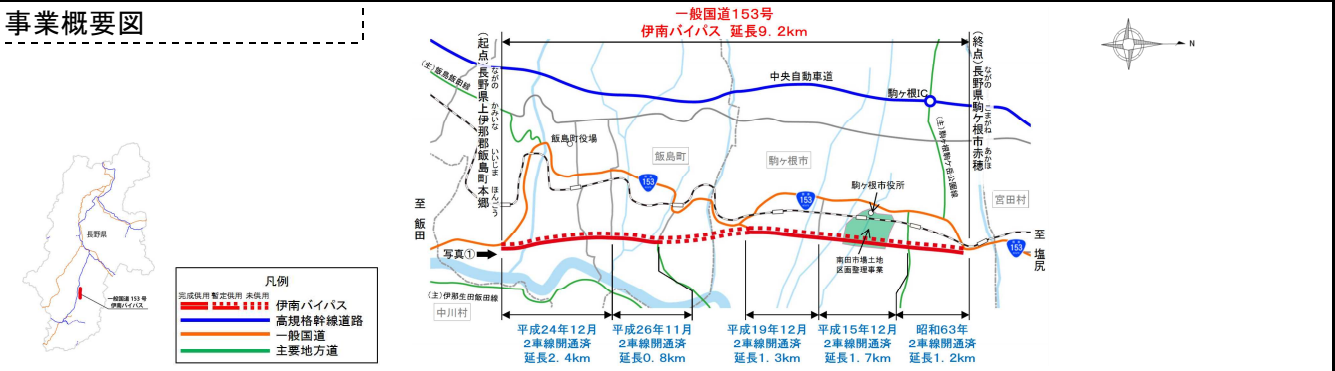 事業概要図
一般国道153号
伊南バイパス 延長9.2km
N
(起点)長野県上伊那郡飯島町本郷
ながの かみいな いいじま ほんごう
(終点)長野県駒ヶ根市赤穂
ながの こまがね あかほ
(主)飯島飯田線
中央自動車道
駒ヶ根IC
(主)駒ヶ根駒ヶ岳公園線
飯島町役場
飯島町
駒ヶ根市
153
153
駒ヶ根市役所
宮田村
至 飯田
至 塩尻
153
写真①
南田市場土地
区画整理事業
(主)伊那生田飯田線
中川村
長野県
一般国道 153 号
伊南バイパス
凡例
完成供用 暫定供用 未供用
伊南バイパス
高規格幹線道路
一般国道
主要地方道
平成24年12月
2車線開通済
延長2.4km
平成26年11月
2車線開通済
延長0.8km
平成19年12月
2車線開通済
延長1.3km
平成15年12月
2車線開通済
延長1.7km
昭和63年
2車線開通済
延長1.2km